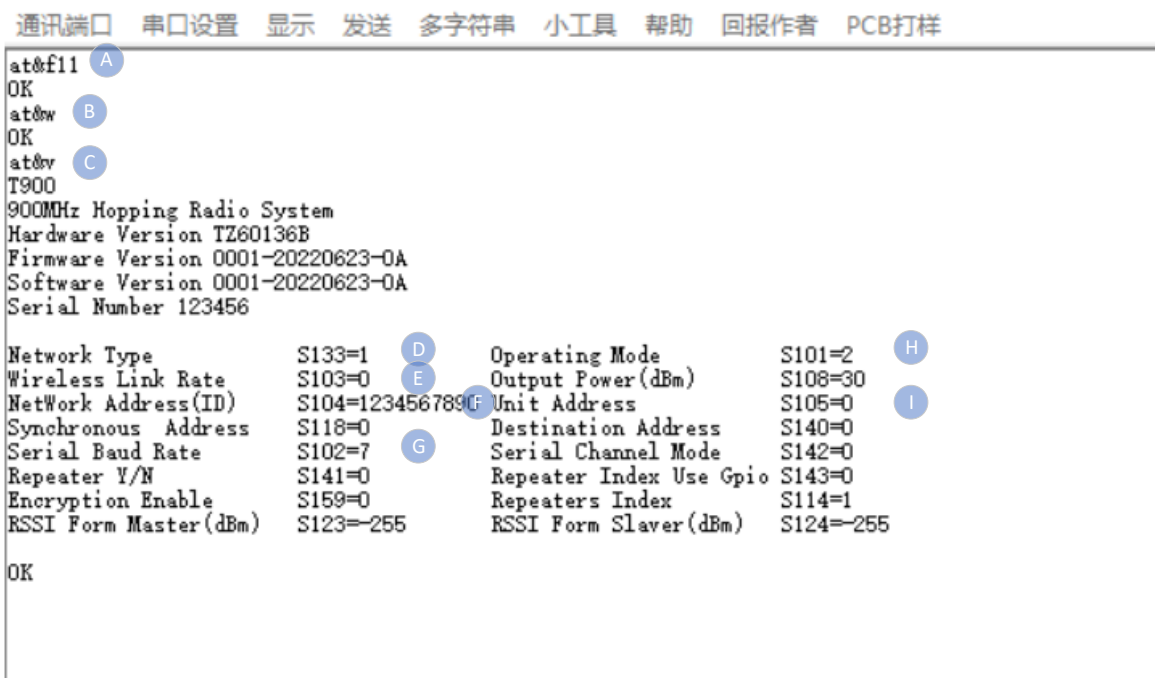 通讯端口 串口设置 显示 发送 多字符串 小工具 帮助 回报作者 PCB打样
at&f11 A
OK
at&w B
OK
at&v C
T900
900MHz Hopping Radio System
Hardware Version TZ60136B
Firmware Version 0001-20220623-0A
Software Version 0001-20220623-0A
Serial Number 123456
Network Type S133=1 D Operating Mode S101=2 H
Wireless Link Rate S103=0 E Output Power(dBm) S108=30
NetWork Address(ID) S104=1234567890 F Unit Address S105=0 I
Synchronous Address S118=0 Destination Address S140=0
Serial Baud Rate S102=7 G Serial Channel Mode S142=0
Repeater Y/N S141=0 Repeater Index Use Gpio S143=0
Encryption Enable S159=0 Repeaters Index S114=1
RSSI Form Master(dBm) S123=-255 RSSI Form Slaver(dBm) S124=-255
OK